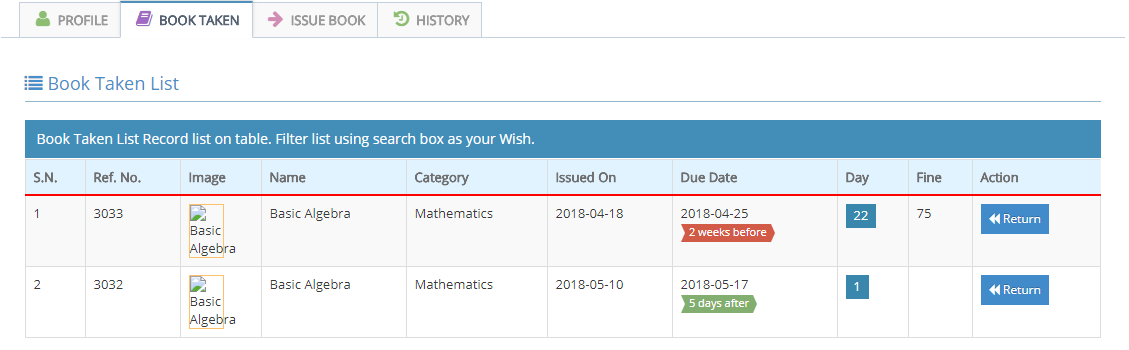 PROFILE BOOK TAKEN ISSUE BOOK HISTORY
Book Taken List
Book Taken List Record list on table. Filter list using search box as your Wish.
S.N. Ref. No. Image Name Category Issued On Due Date Day Fine Action
1 3033 Basic Algebra Basic Algebra Mathematics 2018-04-18 2018-04-25 2 weeks before 22 75 Return
2 3032 Basic Algebra Basic Algebra Mathematics 2018-05-10 2018-05-17 5 days after 1 Return